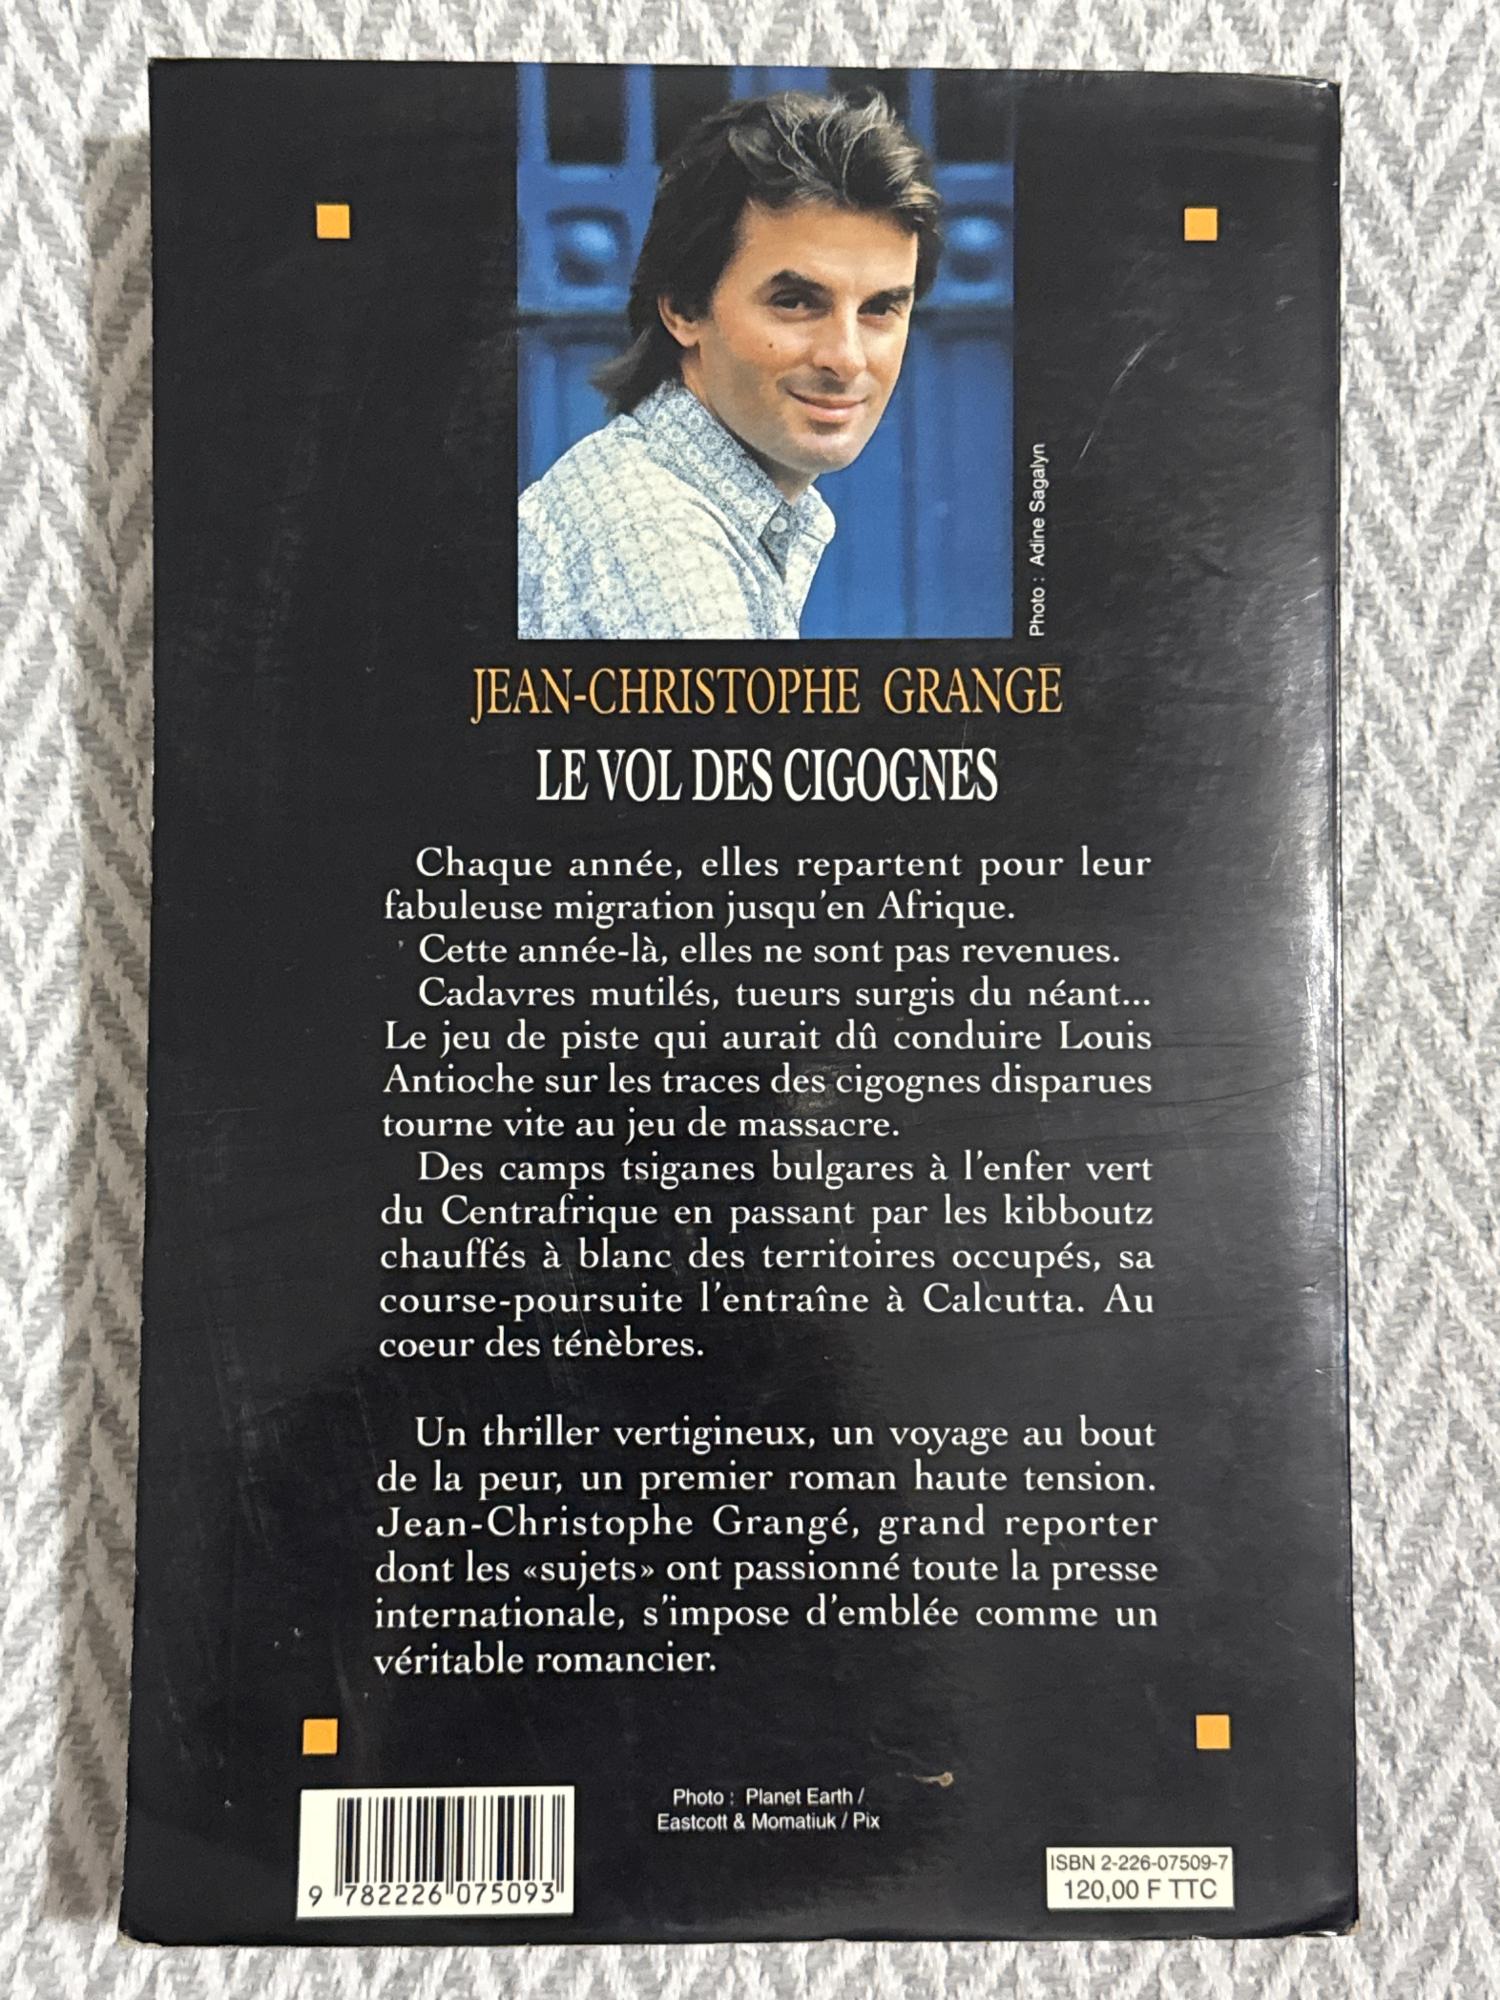 Photo : Adine Sagalyn
JEAN-CHRISTOPHE GRANGÉ
LE VOL DES CIGOGNES
Chaque année, elles repartent pour leur
fabuleuse migration jusqu'en Afrique.
Cette année-là, elles ne sont pas revenues.
Cadavres mutilés, tueurs surgis du néant...
Le jeu de piste qui aurait dû conduire Louis
Antioche sur les traces des cigognes disparues
tourne vite au jeu de massacre.
Des camps tsiganes bulgares à l'enfer vert
du Centrafrique en passant par les kibboutz
chauffés à blanc des territoires occupés, sa
course-poursuite l'entraîne à Calcutta. Au
coeur des ténèbres.
Un thriller vertigineux, un voyage au bout
de la peur, un premier roman haute tension.
Jean-Christophe Grangé, grand reporter
dont les «sujets» ont passionné toute la presse
internationale, s'impose d'emblée comme un
véritable romancier.
Photo : Planet Earth /
Eastcott & Momatiuk / Pix
9 782226 075093
ISBN 2-226-07509-7
120,00 F TTC